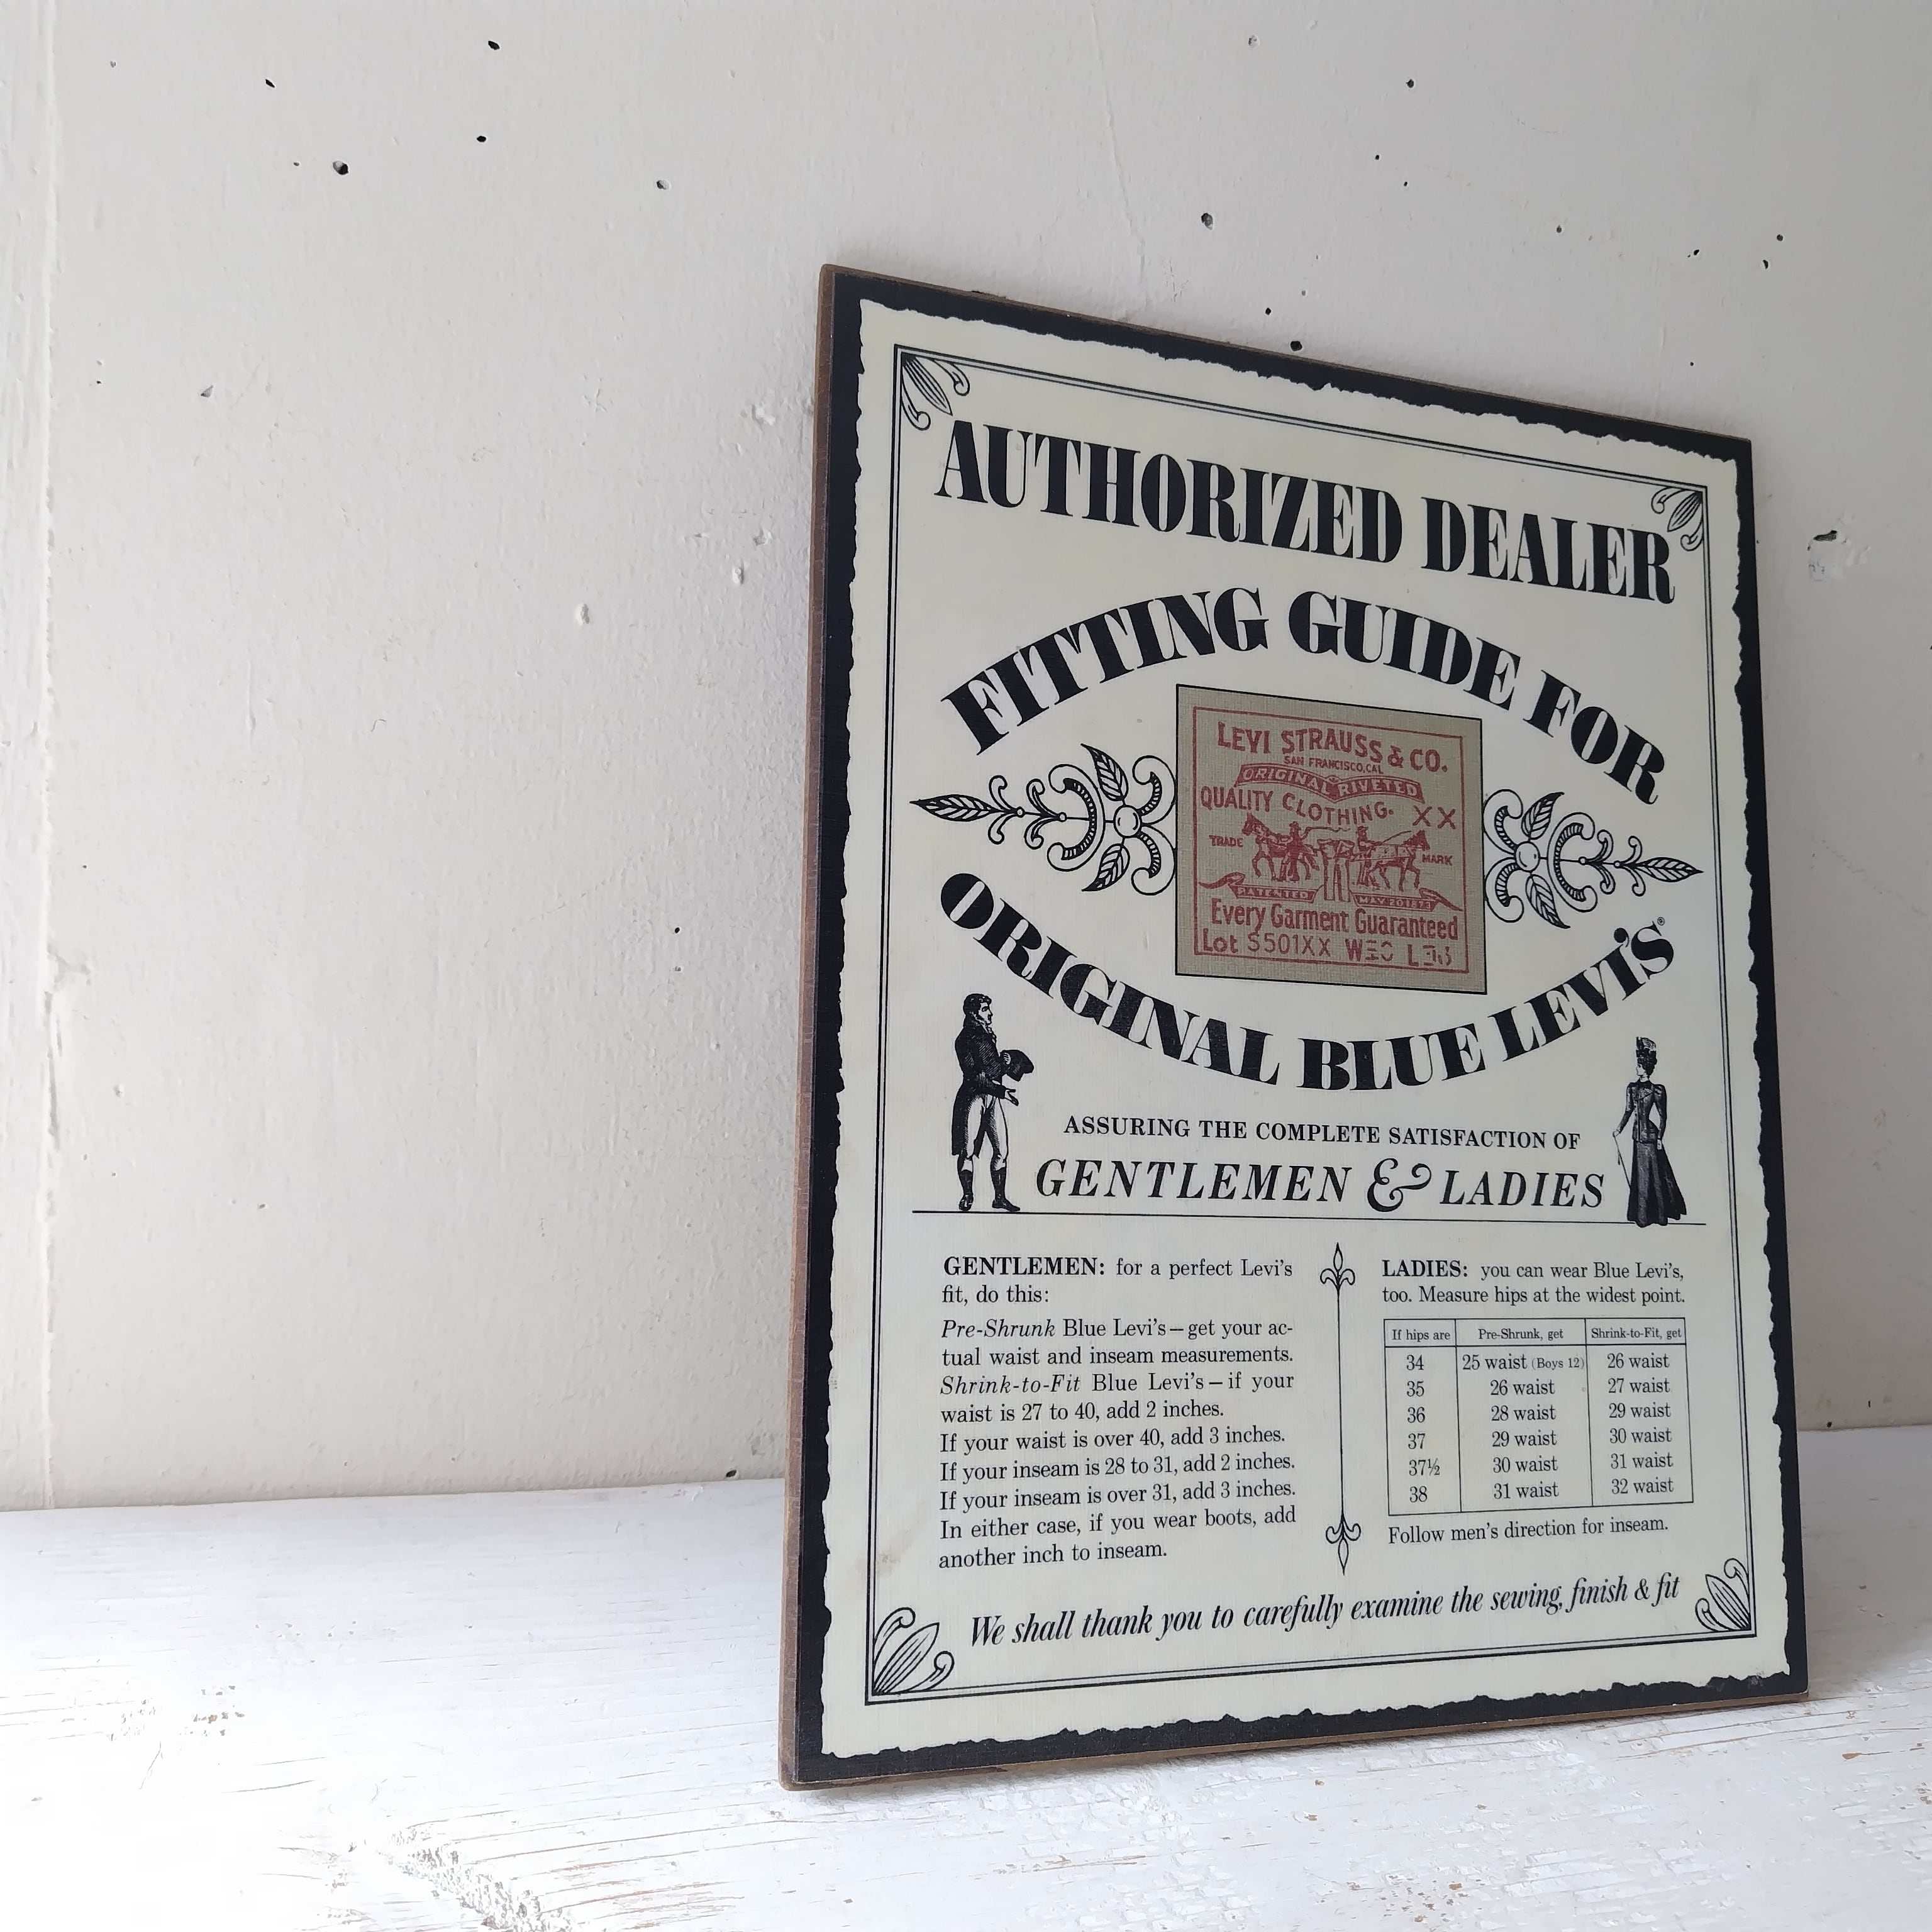 AUTHORIZED DEALER
FITTING GUIDE FOR
LEVI STRAUSS & CO.
SAN FRANCISCO, CAL
ORIGINAL RIVETED
QUALITY CLOTHING. XX
TRADE MARK
PATENTED MAY 20 1873
Every Garment Guaranteed
Lot S501XX W L
ORIGINAL BLUE LEVI'S®
ASSURING THE COMPLETE SATISFACTION OF
GENTLEMEN & LADIES
GENTLEMEN: for a perfect Levi's
fit, do this:
Pre-Shrunk Blue Levi's–get your ac-
tual waist and inseam measurements.
Shrink-to-Fit Blue Levi's–if your
waist is 27 to 40, add 2 inches.
If your waist is over 40, add 3 inches.
If your inseam is 28 to 31, add 2 inches.
If your inseam is over 31, add 3 inches.
In either case, if you wear boots, add
another inch to inseam.
LADIES: you can wear Blue Levi's,
too. Measure hips at the widest point.
If hips are Pre-Shrunk, get Shrink-to-Fit, get
34 25 waist (Boys 12) 26 waist
35 26 waist 27 waist
36 28 waist 29 waist
37 29 waist 30 waist
37½ 30 waist 31 waist
38 31 waist 32 waist
Follow men's direction for inseam.
We shall thank you to carefully examine the sewing, finish & fit